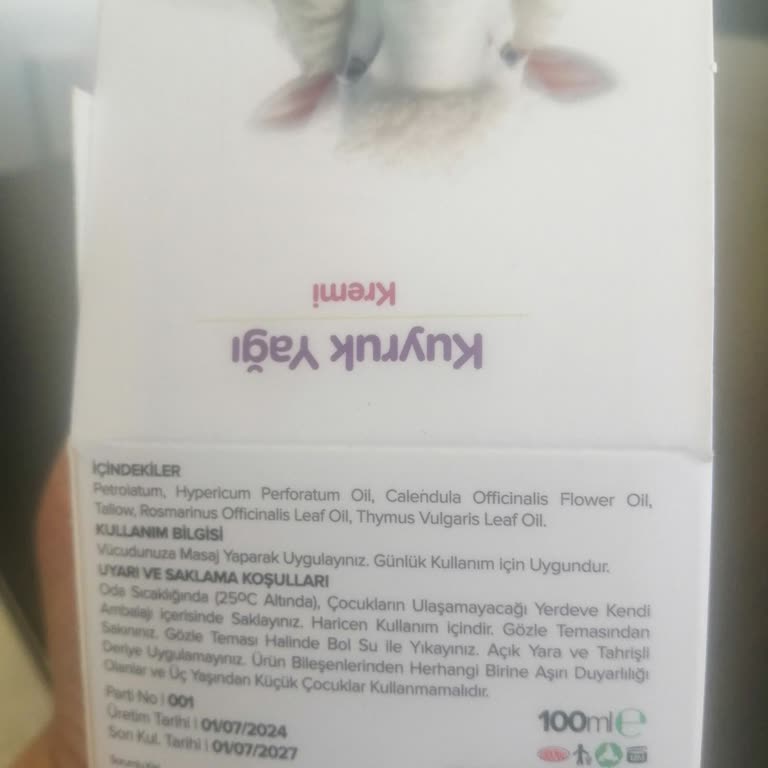 Kuyruk Yağı
Kremi
İÇİNDEKİLER
Petrolatum, Hypericum Perforatum Oil, Calendula Officinalis Flower Oil,
Tallow, Rosmarinus Officinalis Leaf Oil, Thymus Vulgaris Leaf Oil.
KULLANIM BİLGİSİ
Vücudunuza Masaj Yaparak Uygulayınız. Günlük Kullanım için Uygundur.
UYARI VE SAKLAMA KOŞULLARI
Oda Sıcaklığında (25ºC Altında), Çocukların Ulaşamayacağı Yerdeve Kendi
Ambalajı içerisinde Saklayınız. Haricen Kullanım içindir. Gözle Temasından
Sakınınız. Gözle Teması Halinde Bol Su ile Yıkayınız. Açık Yara ve Tahrişli
Deriye Uygulamayınız. Ürün Bileşenlerinden Herhangi Birine Aşırı Duyarlılığı
Olanlar ve Üç Yaşından Küçük Çocuklar Kullanmamalıdır.
Parti No | 001
Üretim Tarihi | 01/07/2024
Son Kul. Tarihi | 01/07/2027
100ml e